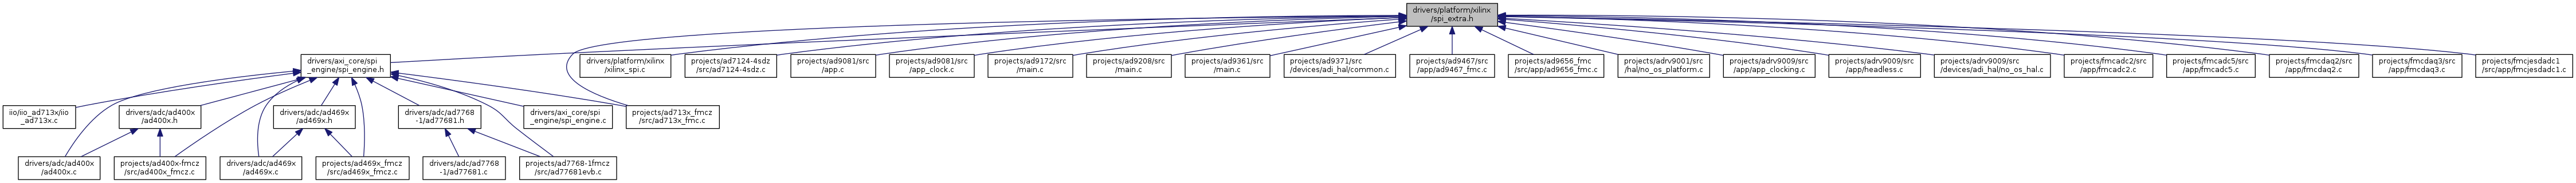 drivers/platform/xilinx
/spi_extra.h
drivers/axi_core/spi
_engine/spi_engine.h
drivers/platform/xilinx
/xilinx_spi.c
projects/ad7124-4sdz
/src/ad7124-4sdz.c
projects/ad9081/src
/app.c
projects/ad9081/src
/app_clock.c
projects/ad9172/src
/main.c
projects/ad9208/src
/main.c
projects/ad9361/src
/main.c
projects/ad9371/src
/devices/adi_hal/common.c
projects/ad9467/src
/app/ad9467_fmc.c
projects/ad9656_fmc
/src/app/ad9656_fmc.c
projects/adrv9001/src
/hal/no_os_platform.c
projects/adrv9009/src
/app/app_clocking.c
projects/adrv9009/src
/app/headless.c
projects/adrv9009/src
/devices/adi_hal/no_os_hal.c
projects/fmcadc2/src
/app/fmcadc2.c
projects/fmcadc5/src
/app/fmcadc5.c
projects/fmcdaq2/src
/app/fmcdaq2.c
projects/fmcdaq3/src
/app/fmcdaq3.c
projects/fmcjesdadc1
/src/app/fmcjesdadc1.c
iio/iio_ad713x/iio
_ad713x.c
drivers/adc/ad400x
/ad400x.h
drivers/adc/ad469x
/ad469x.h
drivers/adc/ad7768
-1/ad77681.h
drivers/axi_core/spi
_engine/spi_engine.c
projects/ad713x_fmcz
/src/ad713x_fmc.c
drivers/adc/ad400x
/ad400x.c
projects/ad400x-fmcz
/src/ad400x_fmcz.c
drivers/adc/ad469x
/ad469x.c
projects/ad469x_fmcz
/src/ad469x_fmcz.c
drivers/adc/ad7768
-1/ad77681.c
projects/ad7768-1fmcz
/src/ad77681evb.c